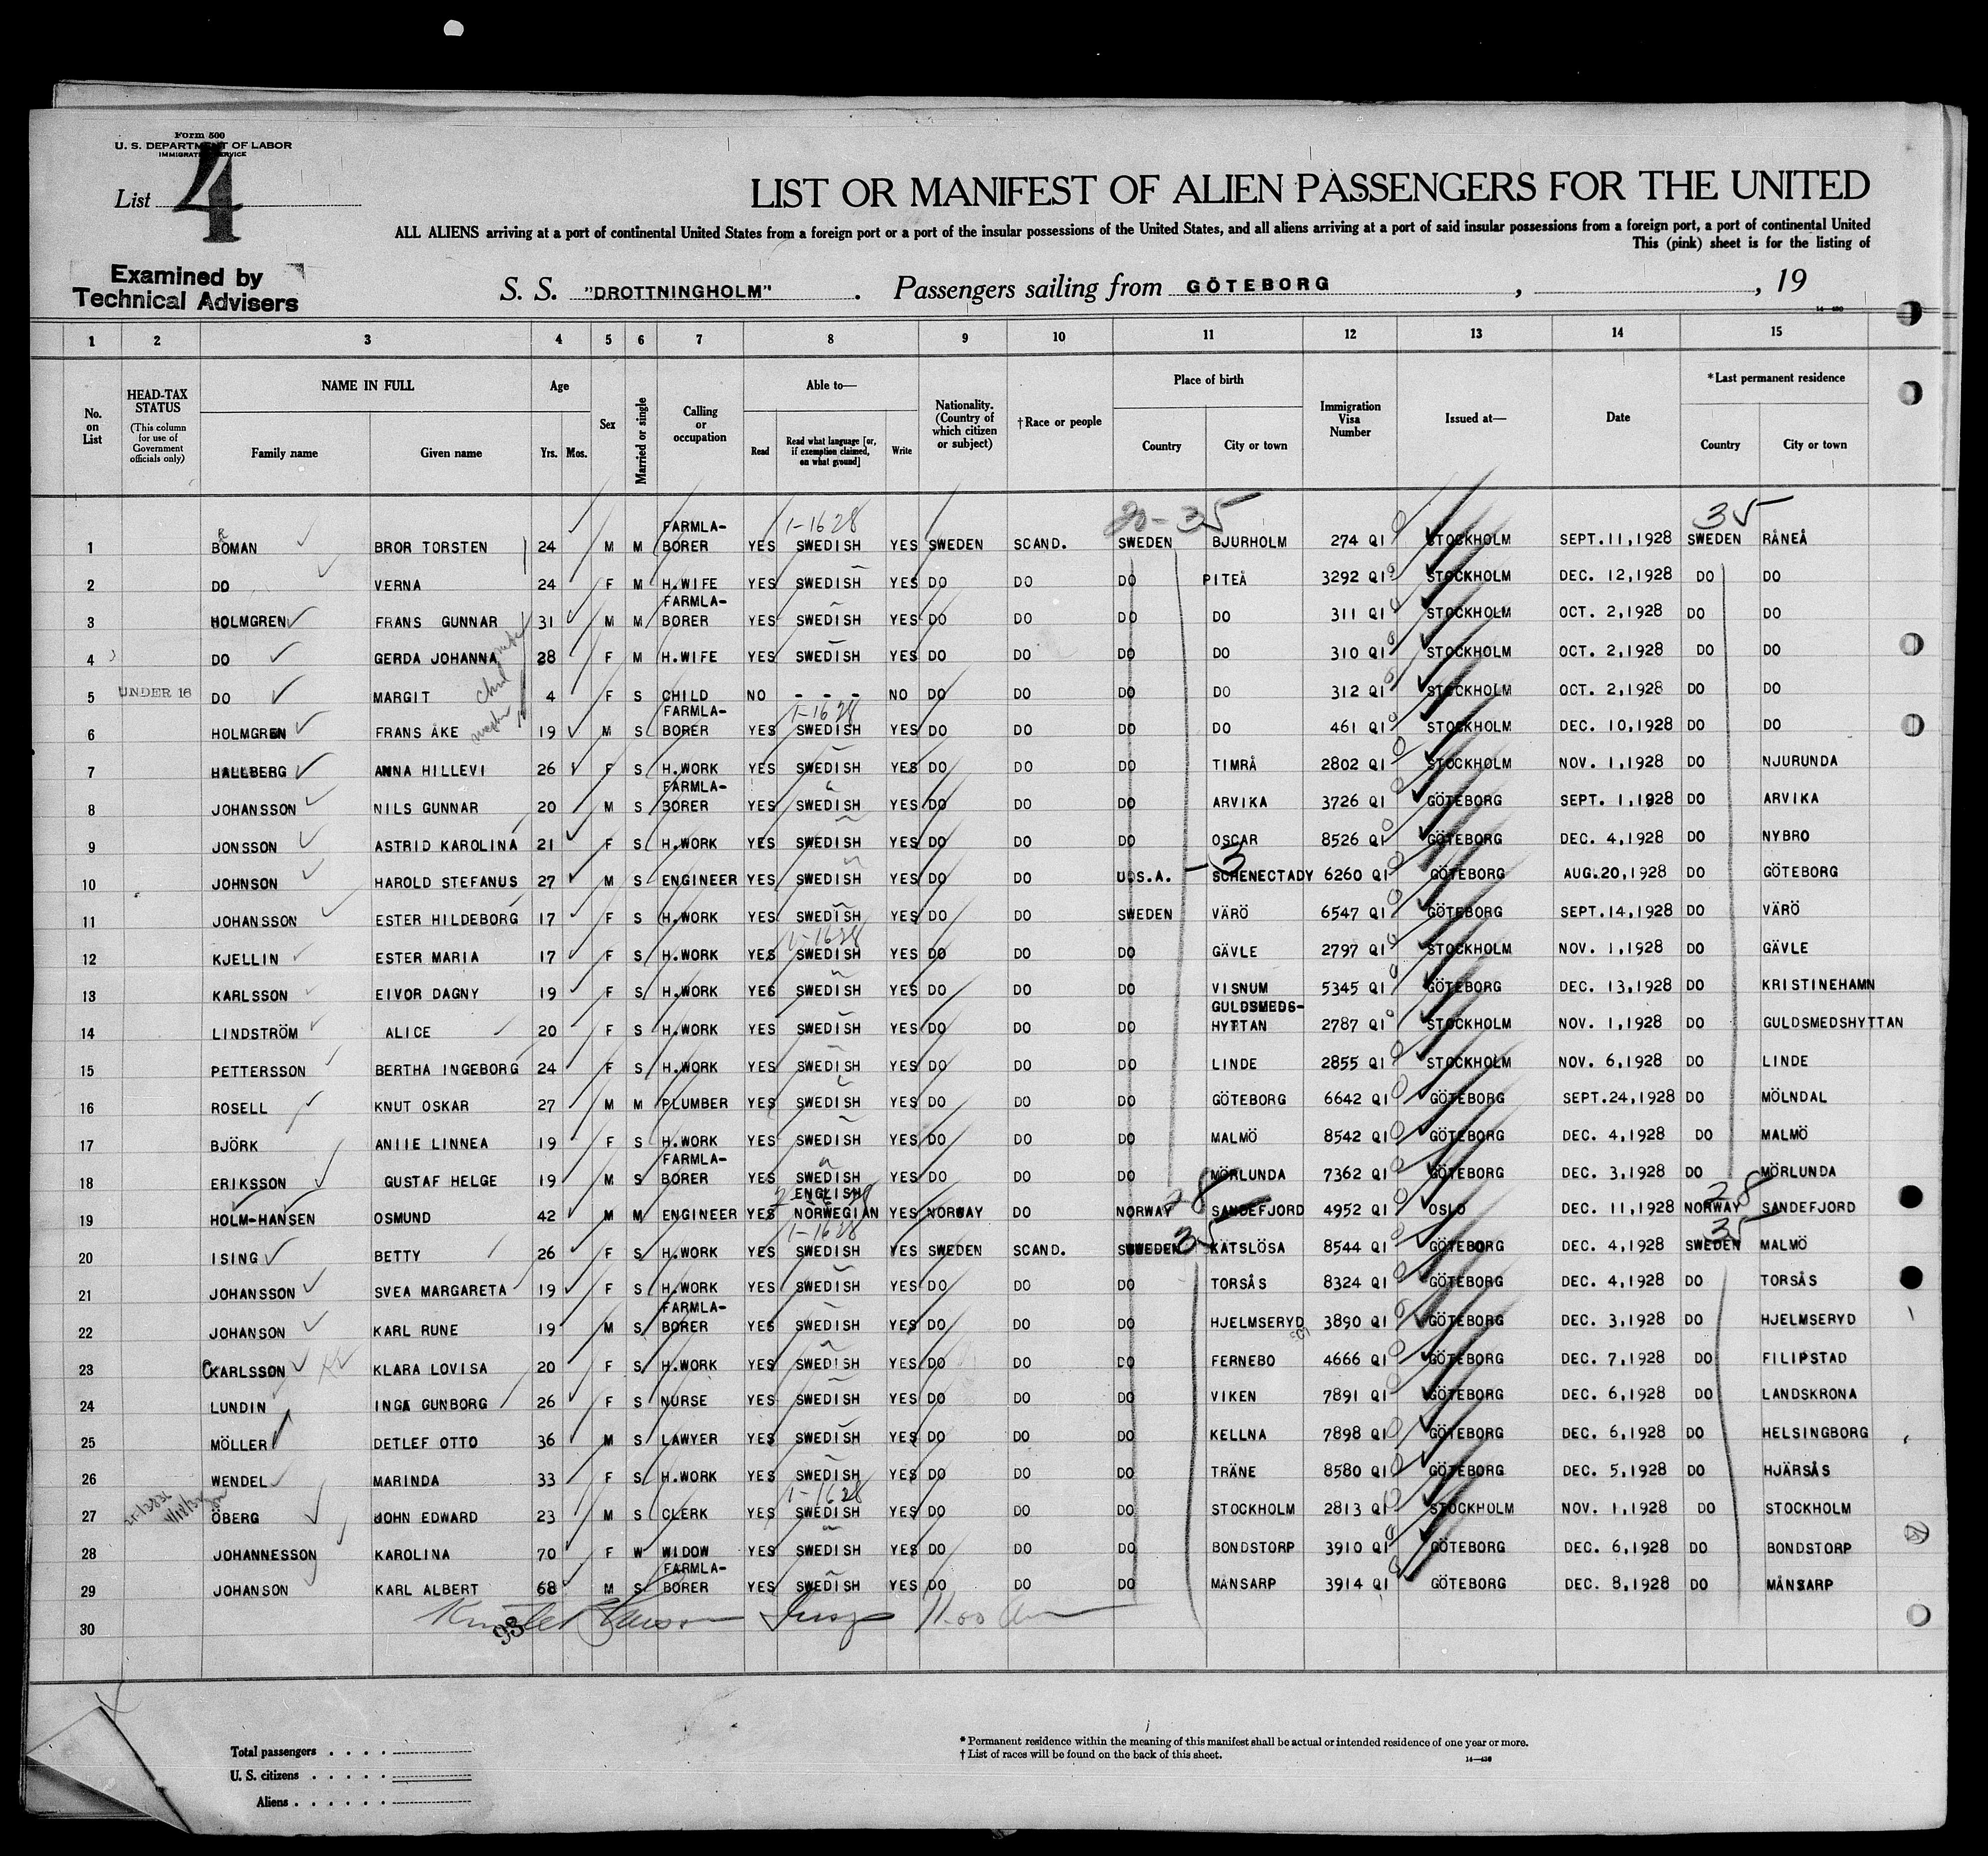 Form 500
U. S. DEPARTMENT OF LABOR
IMMIGRATION SERVICE
List 4
LIST OR MANIFEST OF ALIEN PASSENGERS FOR THE UNITED
ALL ALIENS arriving at a port of continental United States from a foreign port or a port of the insular possessions of the United States, and all aliens arriving at a port of said insular possessions from a foreign port, a port of continental United
This (pink) sheet is for the listing of
Examined by
Technical Advisers
S. S. "DROTTNINGHOLM" . Passengers sailing from GÖTEBORG , , 19
14—430
1 2 3 4 5 6 7 8 9 10 11 12 13 14 15
No. on List
HEAD-TAX STATUS (This column for use of Government officials only)
NAME IN FULL Family name Given name
Age Yrs. Mos.
Sex
Married or single
Calling or occupation
Able to— Read Read what language [or, if exemption claimed, on what ground] Write
Nationality. (Country of which citizen or subject)
†Race or people
Place of birth Country City or town
Immigration Visa Number
Issued at—
Date
*Last permanent residence Country City or town
1-1628 20-35 35
1 BOMAN BROR TORSTEN 24 M M FARMLA-BORER YES SWEDISH YES SWEDEN SCAND. SWEDEN BJURHOLM 274 QI STOCKHOLM SEPT.11,1928 SWEDEN RÅNEÅ
2 DO VERNA 24 F M H.WIFE YES SWEDISH YES DO DO DO PITEÅ 3292 QI STOCKHOLM DEC. 12,1928 DO DO
3 HOLMGREN FRANS GUNNAR 31 M M FARMLA-BORER YES SWEDISH YES DO DO DO DO 311 QI STOCKHOLM OCT. 2,1928 DO DO
4 DO GERDA JOHANNA 28 F M H.WIFE YES SWEDISH YES DO DO DO DO 310 QI STOCKHOLM OCT. 2,1928 DO DO
5 UNDER 16 DO MARGIT 4 F S CHILD NO - - - NO DO DO DO DO 312 QI STOCKHOLM OCT. 2,1928 DO DO
1-1628
6 HOLMGREN FRANS ÅKE 19 M S FARMLA-BORER YES SWEDISH YES DO DO DO DO 461 QI STOCKHOLM DEC. 10,1928 DO DO
7 HALLBERG ANNA HILLEVI 26 F S H.WORK YES SWEDISH YES DO DO DO TIMRÅ 2802 QI STOCKHOLM NOV. 1,1928 DO NJURUNDA
8 JOHANSSON NILS GUNNAR 20 M S FARMLA-BORER YES SWEDISH YES DO DO DO ARVIKA 3726 QI GÖTEBORG SEPT. 1,1928 DO ARVIKA
9 JONSSON ASTRID KAROLINA 21 F S H.WORK YES SWEDISH YES DO DO DO OSCAR 8526 QI GÖTEBORG DEC. 4,1928 DO NYBRO
10 JOHNSON HAROLD STEFANUS 27 M S ENGINEER YES SWEDISH YES DO DO U.S.A. - 3 SCHENECTADY 6260 QI GÖTEBORG AUG.20,1928 DO GÖTEBORG
11 JOHANSSON ESTER HILDEBORG 17 F S H.WORK YES SWEDISH YES DO DO SWEDEN VÄRÖ 6547 QI GÖTEBORG SEPT.14,1928 DO VÄRÖ
1-1628
12 KJELLIN ESTER MARIA 17 F S H.WORK YES SWEDISH YES DO DO DO GÄVLE 2797 QI STOCKHOLM NOV. 1,1928 DO GÄVLE
13 KARLSSON EIVOR DAGNY 19 F S H.WORK YES SWEDISH YES DO DO DO VISNUM 5345 QI GÖTEBORG DEC. 13,1928 DO KRISTINEHAMN
14 LINDSTRÖM ALICE 20 F S H.WORK YES SWEDISH YES DO DO DO GULDSMEDS-HYTTAN 2787 QI STOCKHOLM NOV. 1,1928 DO GULDSMEDSHYTTAN
15 PETTERSSON BERTHA INGEBORG 24 F S H.WORK YES SWEDISH YES DO DO DO LINDE 2855 QI STOCKHOLM NOV. 6,1928 DO LINDE
16 ROSELL KNUT OSKAR 27 M M PLUMBER YES SWEDISH YES DO DO DO GÖTEBORG 6642 QI GÖTEBORG SEPT.24,1928 DO MÖLNDAL
17 BJÖRK ANIIE LINNEA 19 F S H.WORK YES SWEDISH YES DO DO DO MALMÖ 8542 QI GÖTEBORG DEC. 4,1928 DO MALMÖ
18 ERIKSSON GUSTAF HELGE 19 M S FARMLA-BORER YES SWEDISH YES DO DO DO MÖRLUNDA 7362 QI GÖTEBORG DEC. 3,1928 DO MÖRLUNDA
28 28
19 HOLM-HANSEN OSMUND 42 M M ENGINEER YES ENGLISH NORWEGIAN YES NORWAY DO NORWAY SANDEFJORD 4952 QI OSLO DEC. 11,1928 NORWAY SANDEFJORD
1-1628 35 35
20 ISING BETTY 26 F S H.WORK YES SWEDISH YES SWEDEN SCAND. SWEDEN KATSLÖSA 8544 QI GÖTEBORG DEC. 4,1928 SWEDEN MALMÖ
21 JOHANSSON SVEA MARGARETA 19 F S H.WORK YES SWEDISH YES DO DO DO TORSÅS 8324 QI GÖTEBORG DEC. 4,1928 DO TORSÅS
22 JOHANSON KARL RUNE 19 M S FARMLA-BORER YES SWEDISH YES DO DO DO HJELMSERYD 3890 QI GÖTEBORG DEC. 3,1928 DO HJELMSERYD
23 KARLSSON KLARA LOVISA 20 F S H.WORK YES SWEDISH YES DO DO DO FERNEBO 4666 QI GÖTEBORG DEC. 7,1928 DO FILIPSTAD
24 LUNDIN INGA GUNBORG 26 F S NURSE YES SWEDISH YES DO DO DO VIKEN 7891 QI GÖTEBORG DEC. 6,1928 DO LANDSKRONA
25 MÖLLER DETLEF OTTO 36 M S LAWYER YES SWEDISH YES DO DO DO KELLNA 7898 QI GÖTEBORG DEC. 6,1928 DO HELSINGBORG
26 WENDEL MARINDA 33 F S H.WORK YES SWEDISH YES DO DO DO TRÄNE 8580 QI GÖTEBORG DEC. 5,1928 DO HJÄRSÅS
1-1628
27 ÖBERG JOHN EDWARD 23 M S CLERK YES SWEDISH YES DO DO DO STOCKHOLM 2813 QI STOCKHOLM NOV. 1,1928 DO STOCKHOLM
28 JOHANNESSON KAROLINA 70 F W WIDOW YES SWEDISH YES DO DO DO BONDSTORP 3910 QI GÖTEBORG DEC. 6,1928 DO BONDSTORP
29 JOHANSON KARL ALBERT 68 M S FARMLA-BORER YES SWEDISH YES DO DO DO MÅNSARP 3914 QI GÖTEBORG DEC. 8,1928 DO MÅNSARP
30
93 11.00
Total passengers . . . .
U. S. citizens . . . . .
Aliens . . . . . .
* Permanent residence within the meaning of this manifest shall be actual or intended residence of one year or more.
† List of races will be found on the back of this sheet.
14—430